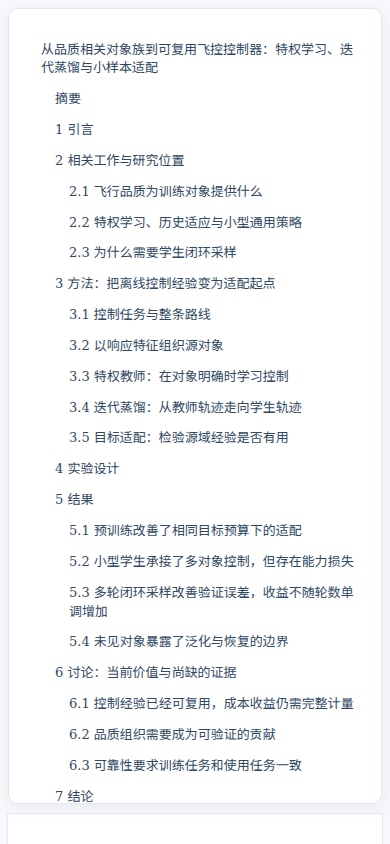 从品质相关对象族到可复用飞控控制器：特权学习、迭
代蒸馏与小样本适配
摘要
1 引言
2 相关工作与研究位置
2.1 飞行品质为训练对象提供什么
2.2 特权学习、历史适应与小型通用策略
2.3 为什么需要学生闭环采样
3 方法：把离线控制经验变为适配起点
3.1 控制任务与整条路线
3.2 以响应特征组织源对象
3.3 特权教师：在对象明确时学习控制
3.4 迭代蒸馏：从教师轨迹走向学生轨迹
3.5 目标适配：检验源域经验是否有用
4 实验设计
5 结果
5.1 预训练改善了相同目标预算下的适配
5.2 小型学生承接了多对象控制，但存在能力损失
5.3 多轮闭环采样改善验证误差，收益不随轮数单
调增加
5.4 未见对象暴露了泛化与恢复的边界
6 讨论：当前价值与尚缺的证据
6.1 控制经验已经可复用，成本收益仍需完整计量
6.2 品质组织需要成为可验证的贡献
6.3 可靠性要求训练任务和使用任务一致
7 结论